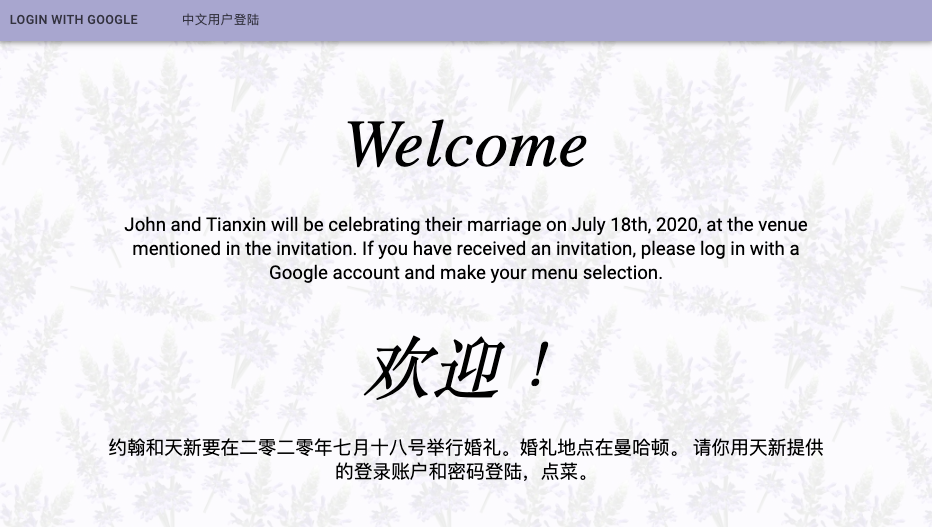 LOGIN WITH GOOGLE 中文用户登陆
Welcome
John and Tianxin will be celebrating their marriage on July 18th, 2020, at the venue
mentioned in the invitation. If you have received an invitation, please log in with a
Google account and make your menu selection.
欢迎！
约翰和天新要在二零二零年七月十八号举行婚礼。婚礼地点在曼哈顿。 请你用天新提供
的登录账户和密码登陆，点菜。